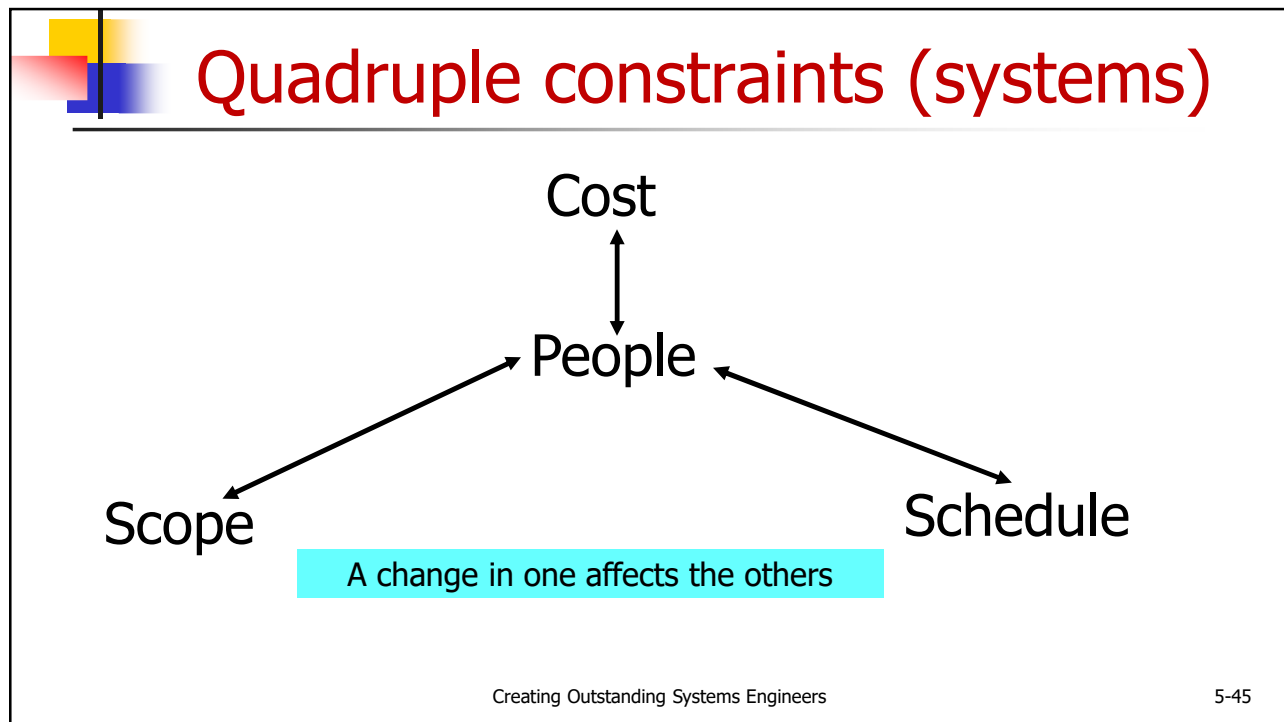 Quadruple constraints (systems)
Cost
People
Scope
Schedule
A change in one affects the others
Creating Outstanding Systems Engineers
5-45